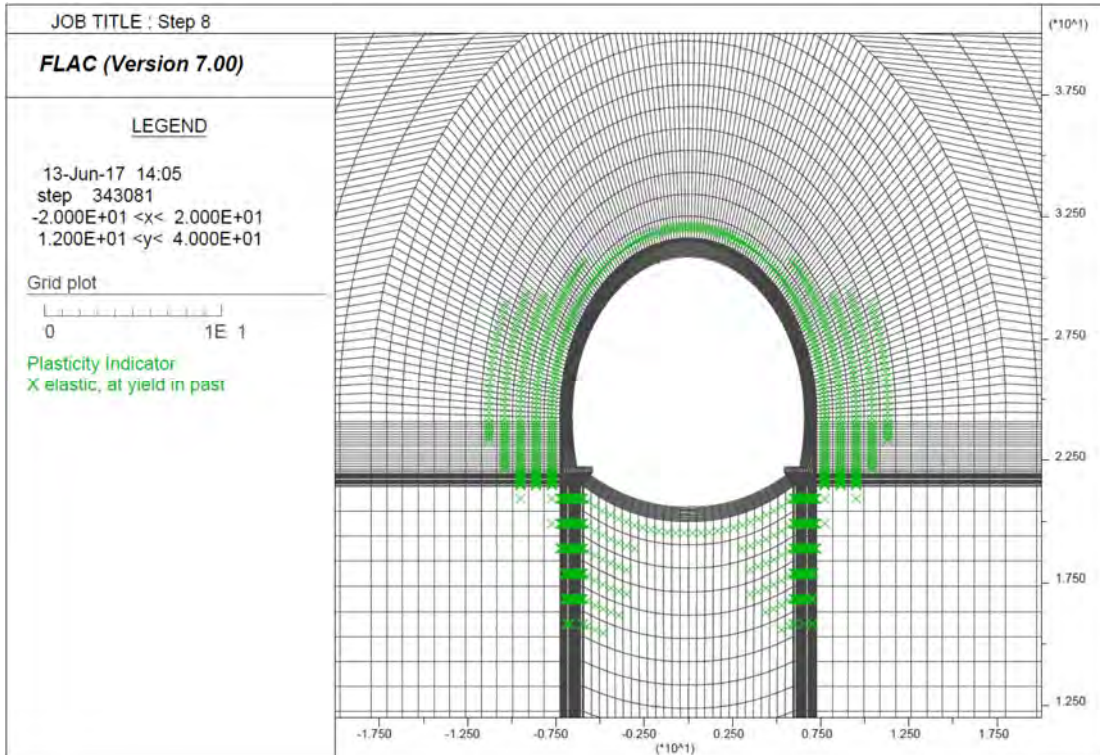 JOB TITLE : Step 8
FLAC (Version 7.00)
LEGEND
13-Jun-17 14:05
step 343081
-2.000E+01 <x< 2.000E+01
1.200E+01 <y< 4.000E+01
Grid plot
0 1E 1
Plasticity Indicator
X elastic, at yield in past
(*10^1)
3.750
3.250
2.750
2.250
1.750
1.250
-1.750 -1.250 -0.750 -0.250 0.250 0.750 1.250 1.750
(*10^1)